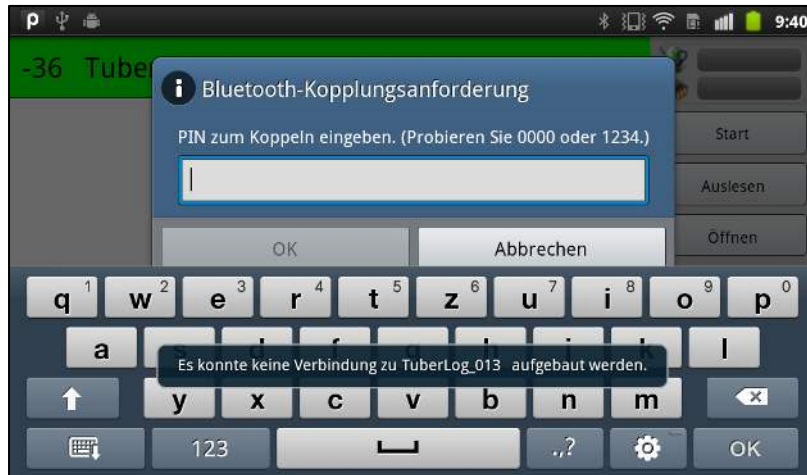 9:40
-36 Tuber
Bluetooth-Kopplungsanforderung
PIN zum Koppeln eingeben. (Probieren Sie 0000 oder 1234.)
Start
Auslesen
OK
Abbrechen
Öffnen
q 1 w 2 e 3 r 4 t 5 z 6 u 7 i 8 o 9 p 0
a s d f g h j k l
Es konnte keine Verbindung zu TuberLog_013 aufgebaut werden.
y x c v b n m
123
.,?
OK